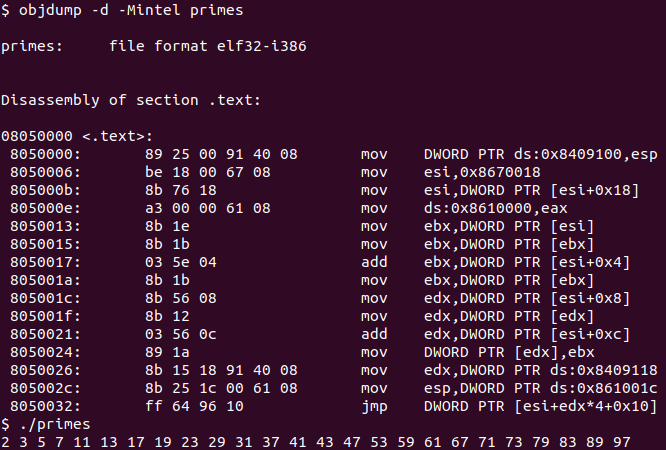 $ objdump -d -Mintel primes
primes:     file format elf32-i386
Disassembly of section .text:
08050000 <.text>:
 8050000:       89 25 00 91 40 08       mov    DWORD PTR ds:0x8409100,esp
 8050006:       be 18 00 67 08          mov    esi,0x8670018
 805000b:       8b 76 18                mov    esi,DWORD PTR [esi+0x18]
 805000e:       a3 00 00 61 08          mov    ds:0x8610000,eax
 8050013:       8b 1e                   mov    ebx,DWORD PTR [esi]
 8050015:       8b 1b                   mov    ebx,DWORD PTR [ebx]
 8050017:       03 5e 04                add    ebx,DWORD PTR [esi+0x4]
 805001a:       8b 1b                   mov    ebx,DWORD PTR [ebx]
 805001c:       8b 56 08                mov    edx,DWORD PTR [esi+0x8]
 805001f:       8b 12                   mov    edx,DWORD PTR [edx]
 8050021:       03 56 0c                add    edx,DWORD PTR [esi+0xc]
 8050024:       89 1a                   mov    DWORD PTR [edx],ebx
 8050026:       8b 15 18 91 40 08       mov    edx,DWORD PTR ds:0x8409118
 805002c:       8b 25 1c 00 61 08       mov    esp,DWORD PTR ds:0x861001c
 8050032:       ff 64 96 10             jmp    DWORD PTR [esi+edx*4+0x10]
$ ./primes
2 3 5 7 11 13 17 19 23 29 31 37 41 43 47 53 59 61 67 71 73 79 83 89 97